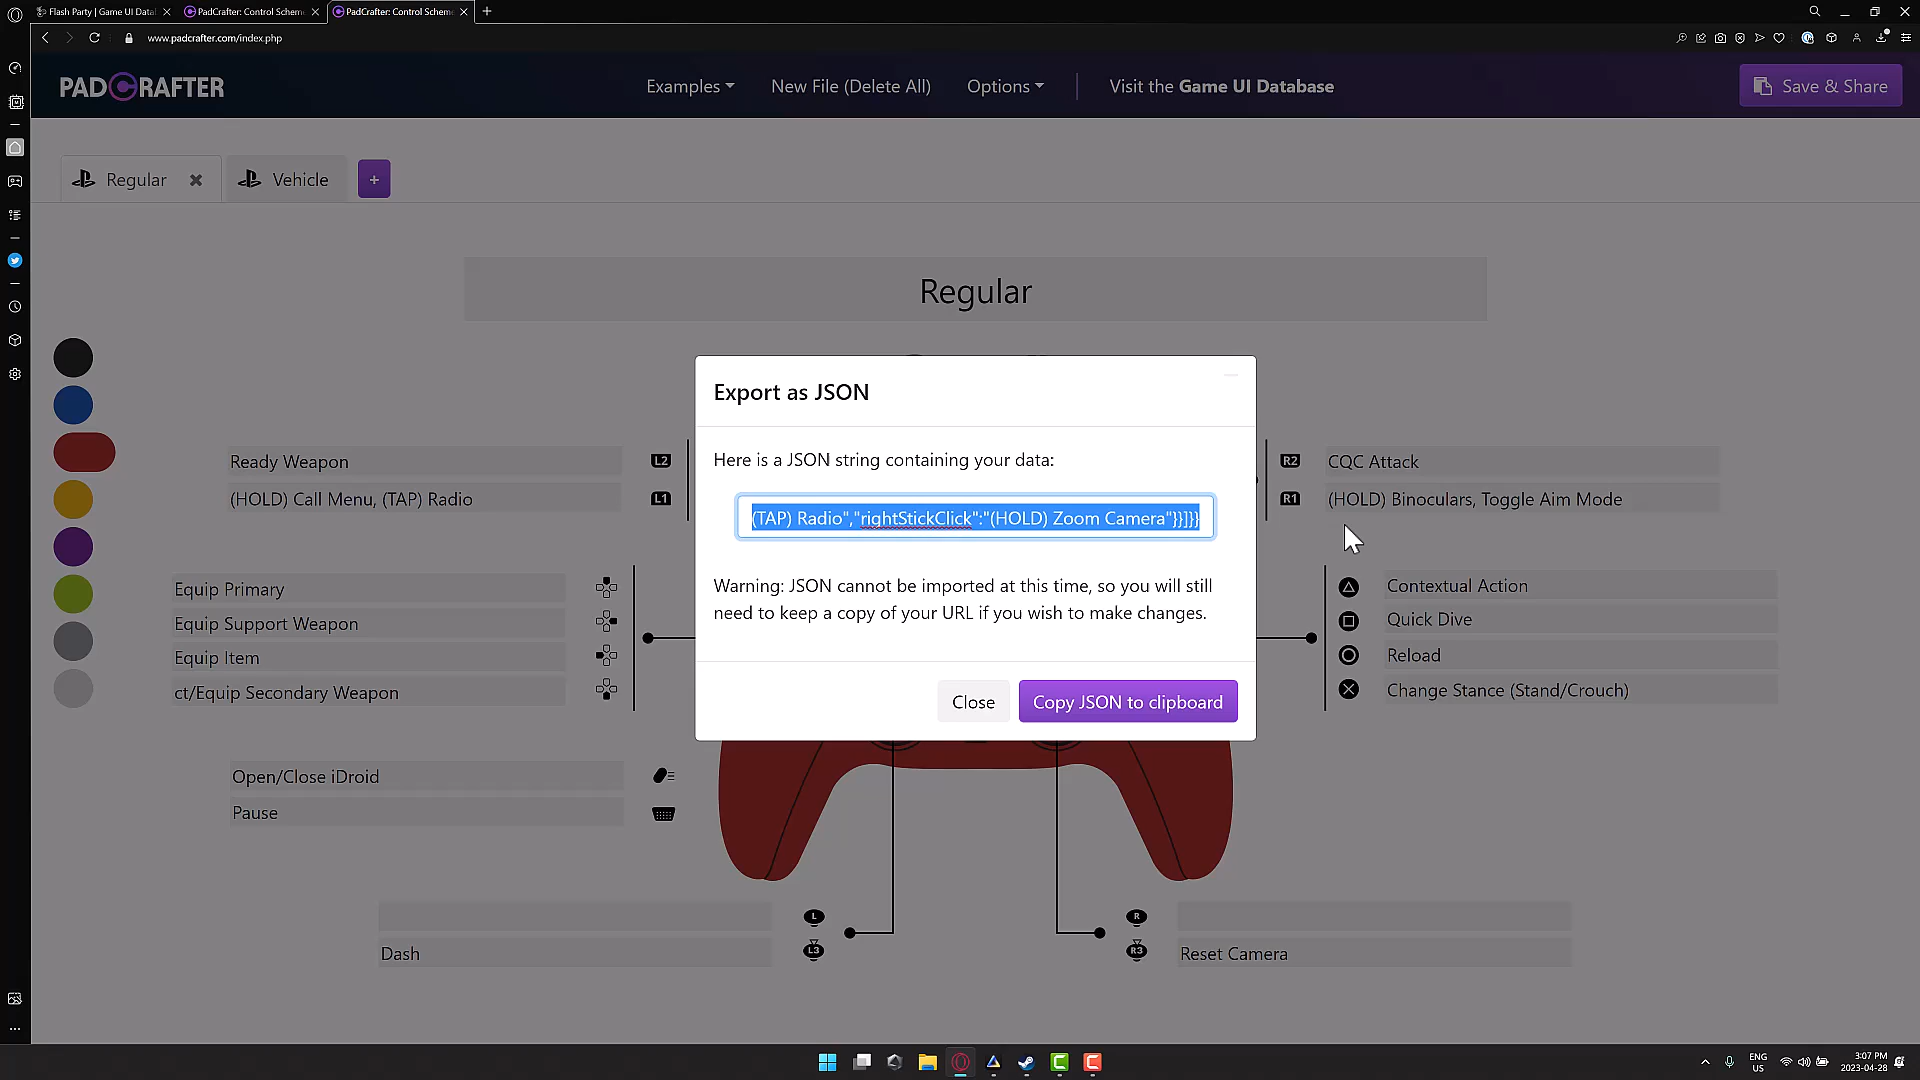 Flash Party | Game UI Datab
PadCrafter: Control Schem
PadCrafter: Control Schem
www.padcrafter.com/index.php
PADCRAFTER
Examples
New File (Delete All)
Options
Visit the Game UI Database
Save & Share
Regular
Vehicle
+
Regular
Export as JSON
Here is a JSON string containing your data:
(TAP) Radio","rightStickClick":"(HOLD) Zoom Camera"}}]}}
Warning: JSON cannot be imported at this time, so you will still
need to keep a copy of your URL if you wish to make changes.
Close
Copy JSON to clipboard
Ready Weapon
L2
(HOLD) Call Menu, (TAP) Radio
L1
R2
CQC Attack
R1
(HOLD) Binoculars, Toggle Aim Mode
Equip Primary
Equip Support Weapon
Equip Item
ct/Equip Secondary Weapon
Contextual Action
Quick Dive
Reload
Change Stance (Stand/Crouch)
Open/Close iDroid
Pause
L
Dash
L3
R
R3
Reset Camera
ENG
US
3:07 PM
2023-04-28